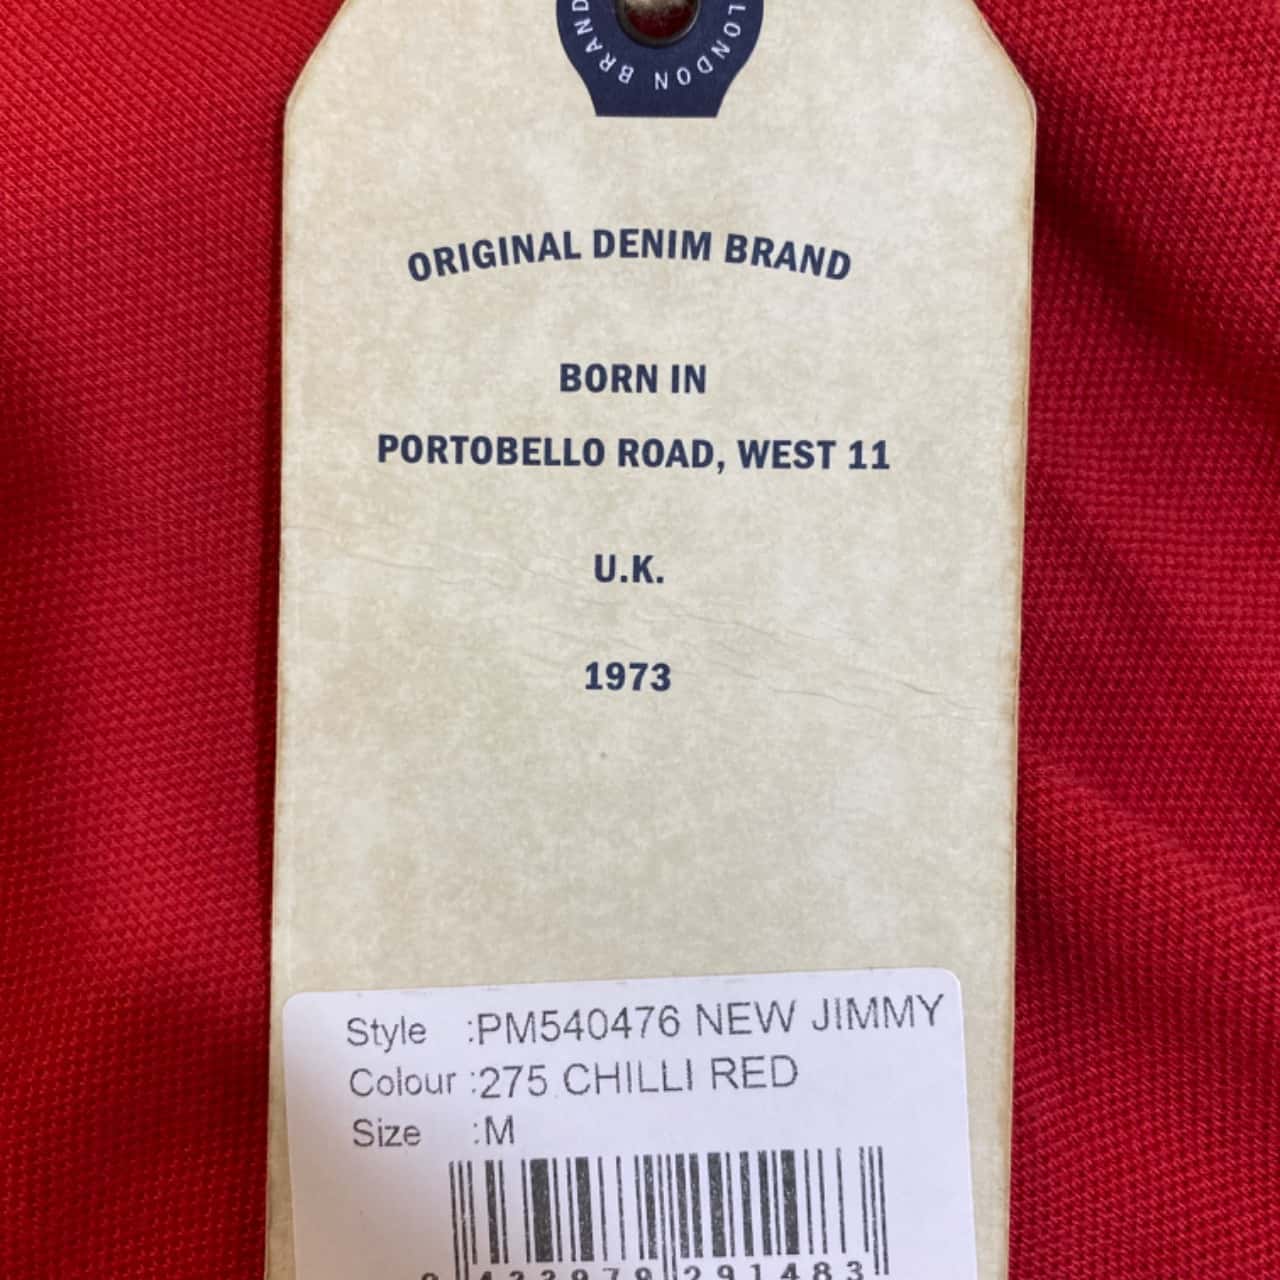 LONDON BRAND
ORIGINAL DENIM BRAND
BORN IN
PORTOBELLO ROAD, WEST 11
U.K.
1973
Style :PM540476 NEW JIMMY
Colour :275 CHILLI RED
Size :M